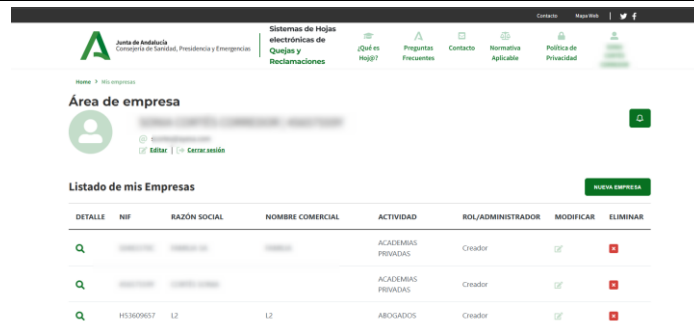 Contacto Mapa Web
Junta de Andalucía
Consejería de Sanidad, Presidencia y Emergencias
Sistemas de Hojas
electrónicas de
Quejas y
Reclamaciones
¿Qué es
Hoj@?
Preguntas
Frecuentes
Contacto
Normativa
Aplicable
Política de
Privacidad
Home > Mis empresas
Área de empresa
Editar | Cerrar sesión
Listado de mis Empresas
NUEVA EMPRESA
DETALLE NIF RAZÓN SOCIAL NOMBRE COMERCIAL ACTIVIDAD ROL/ADMINISTRADOR MODIFICAR ELIMINAR
ACADEMIAS
PRIVADAS
Creador
ACADEMIAS
PRIVADAS
Creador
H53609657 L2 L2 ABOGADOS Creador